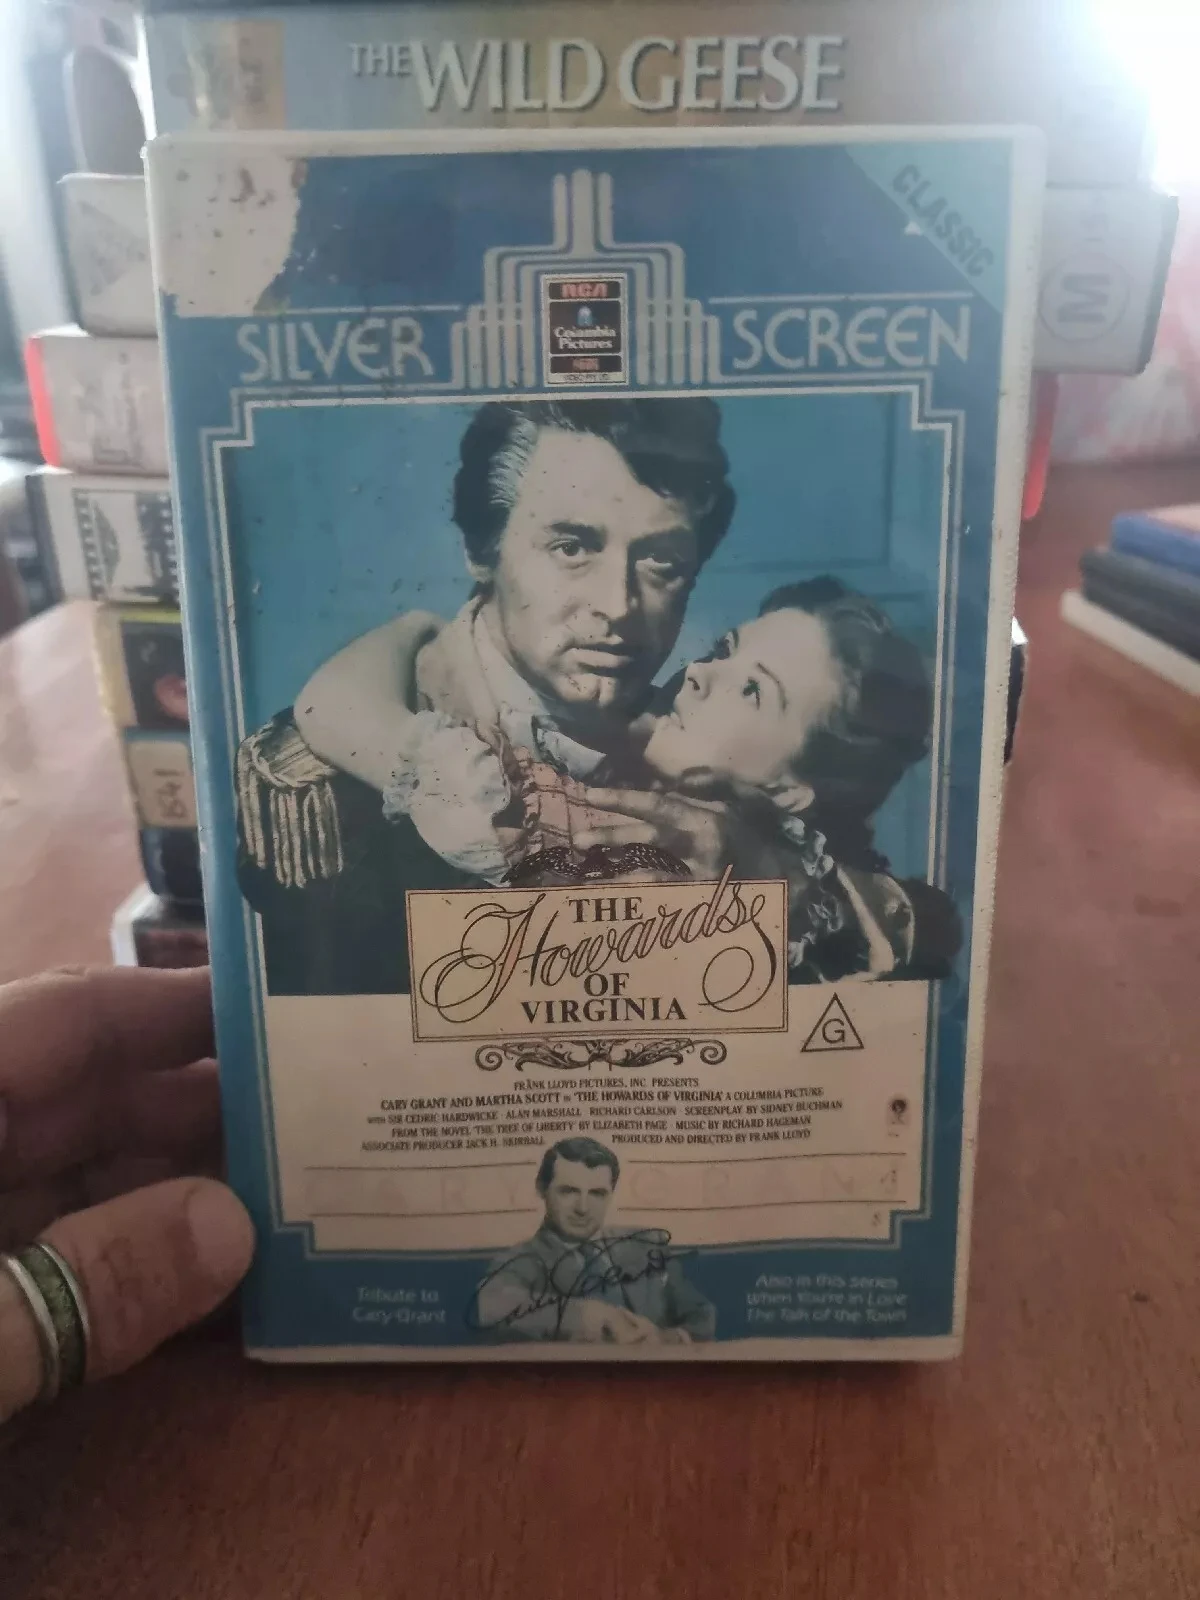 THE WILD GEESE
CLASSIC
M
SILVER SCREEN
RCA
Columbia
Pictures
THE
Howards
OF
VIRGINIA
G
FRANK LLOYD PICTURES, INC. PRESENTS
CARY GRANT AND MARTHA SCOTT IN 'THE HOWARDS OF VIRGINIA' A COLUMBIA PICTURE
WITH SIR CEDRIC HARDWICKE · ALAN MARSHALL · RICHARD CARLSON · SCREENPLAY BY SIDNEY BUCHMAN
FROM THE NOVEL 'THE TREE OF LIBERTY' BY ELIZABETH PAGE · MUSIC BY RICHARD HAGEMAN
ASSOCIATE PRODUCER JACK H. SKIRBALL PRODUCED AND DIRECTED BY FRANK LLOYD
CARY GRANT
Cary Grant
Tribute to
Cary Grant
Also in this series
When You're in Love
The Talk of the Town